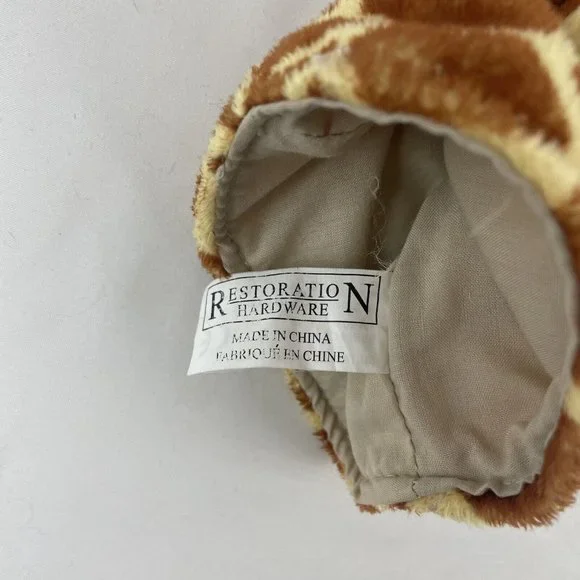 RESTORATION
HARDWARE
MADE IN CHINA
FABRIQUÉ EN CHINE